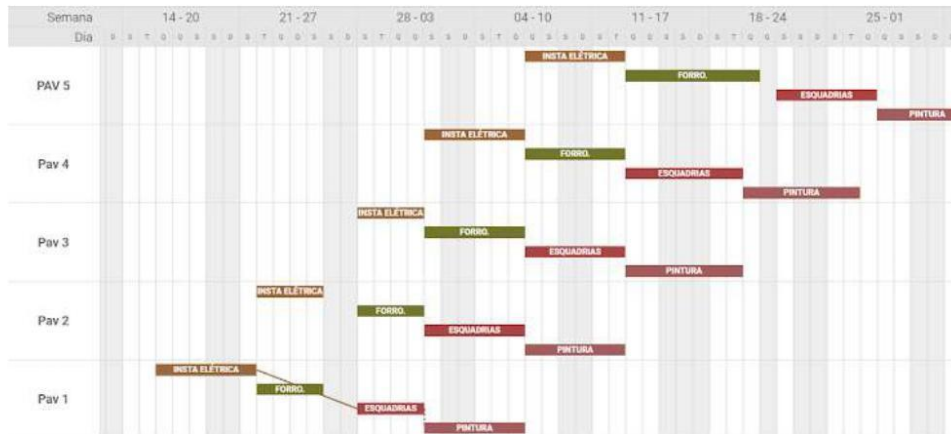 Semana 14 - 20 21 - 27 28 - 03 04 - 10 11 - 17 18 - 24 25 - 01
Dia
INSTA ELÉTRICA
FORRO.
PAV 5
ESQUADRIAS
PINTURA
INSTA ELÉTRICA
FORRO.
Pav 4
ESQUADRIAS
PINTURA
INSTA ELÉTRICA
FORRO.
Pav 3
ESQUADRIAS
PINTURA
INSTA ELÉTRICA
FORRO.
Pav 2
ESQUADRIAS
PINTURA
INSTA ELÉTRICA
FORRO.
Pav 1
ESQUADRIAS
PINTURA